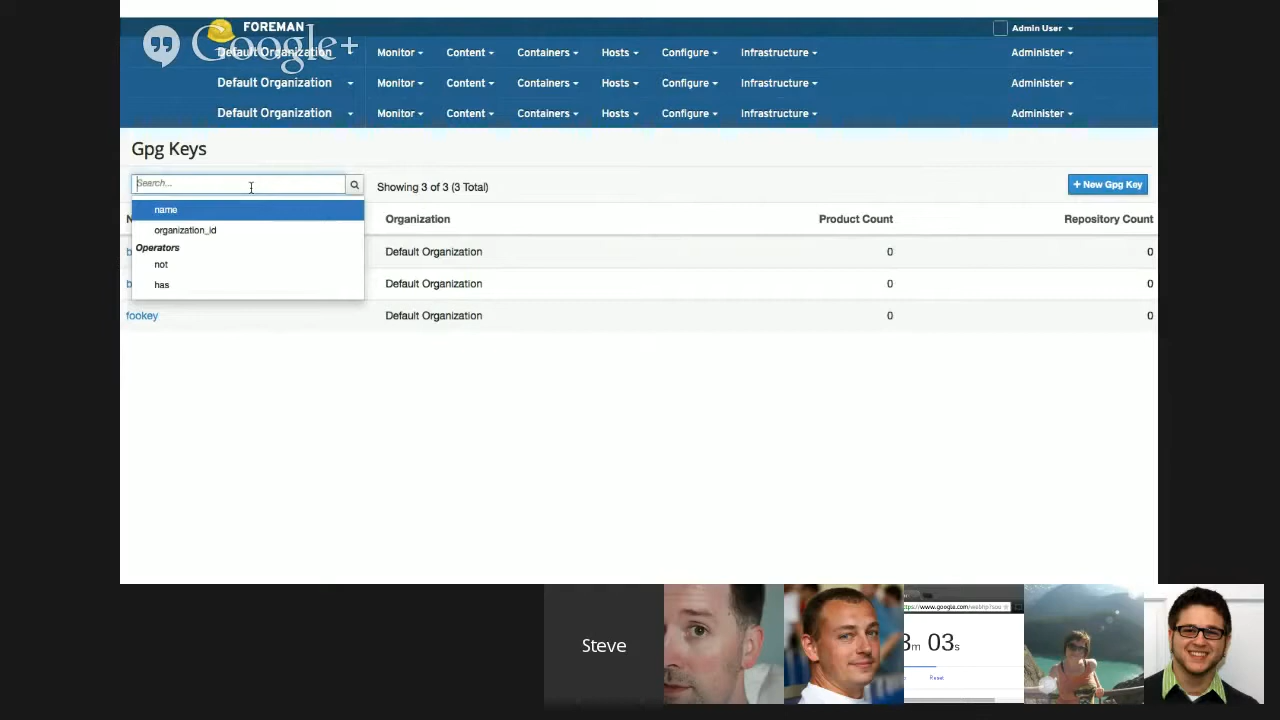 FOREMAN
Admin User
Google+
Default Organization Monitor Content Containers Hosts Configure Infrastructure Administer
Default Organization Monitor Content Containers Hosts Configure Infrastructure Administer
Default Organization Monitor Content Containers Hosts Configure Infrastructure Administer
Gpg Keys
Search... Showing 3 of 3 (3 Total) + New Gpg Key
name
N Organization Product Count Repository Count
organization_id
Operators
b Default Organization 0 0
not
b Default Organization 0 0
has
fookey Default Organization 0 0
Steve
03s
Reset